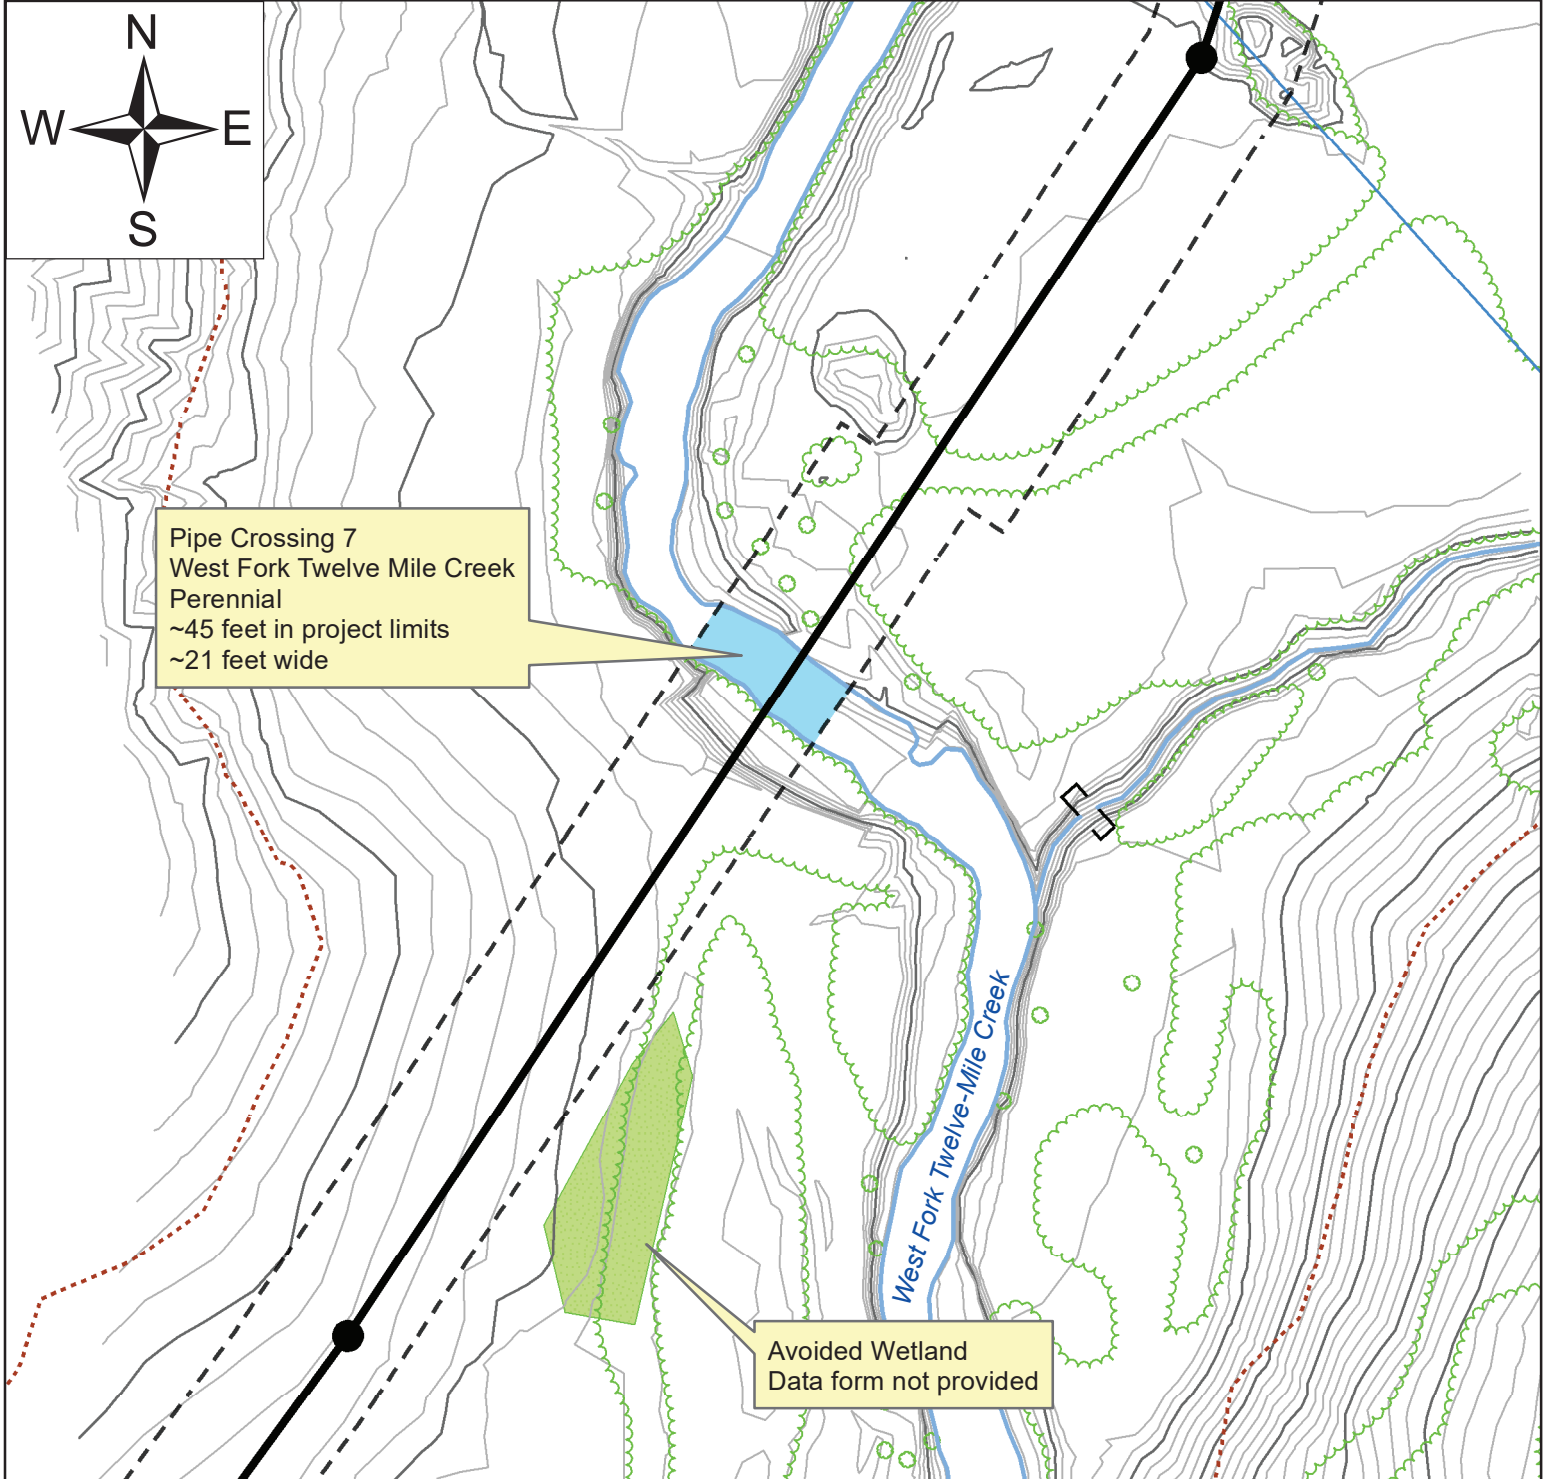 N
W E
S
Pipe Crossing 7
West Fork Twelve Mile Creek
Perennial
~45 feet in project limits
~21 feet wide
West Fork Twelve-Mile Creek
Avoided Wetland
Data form not provided